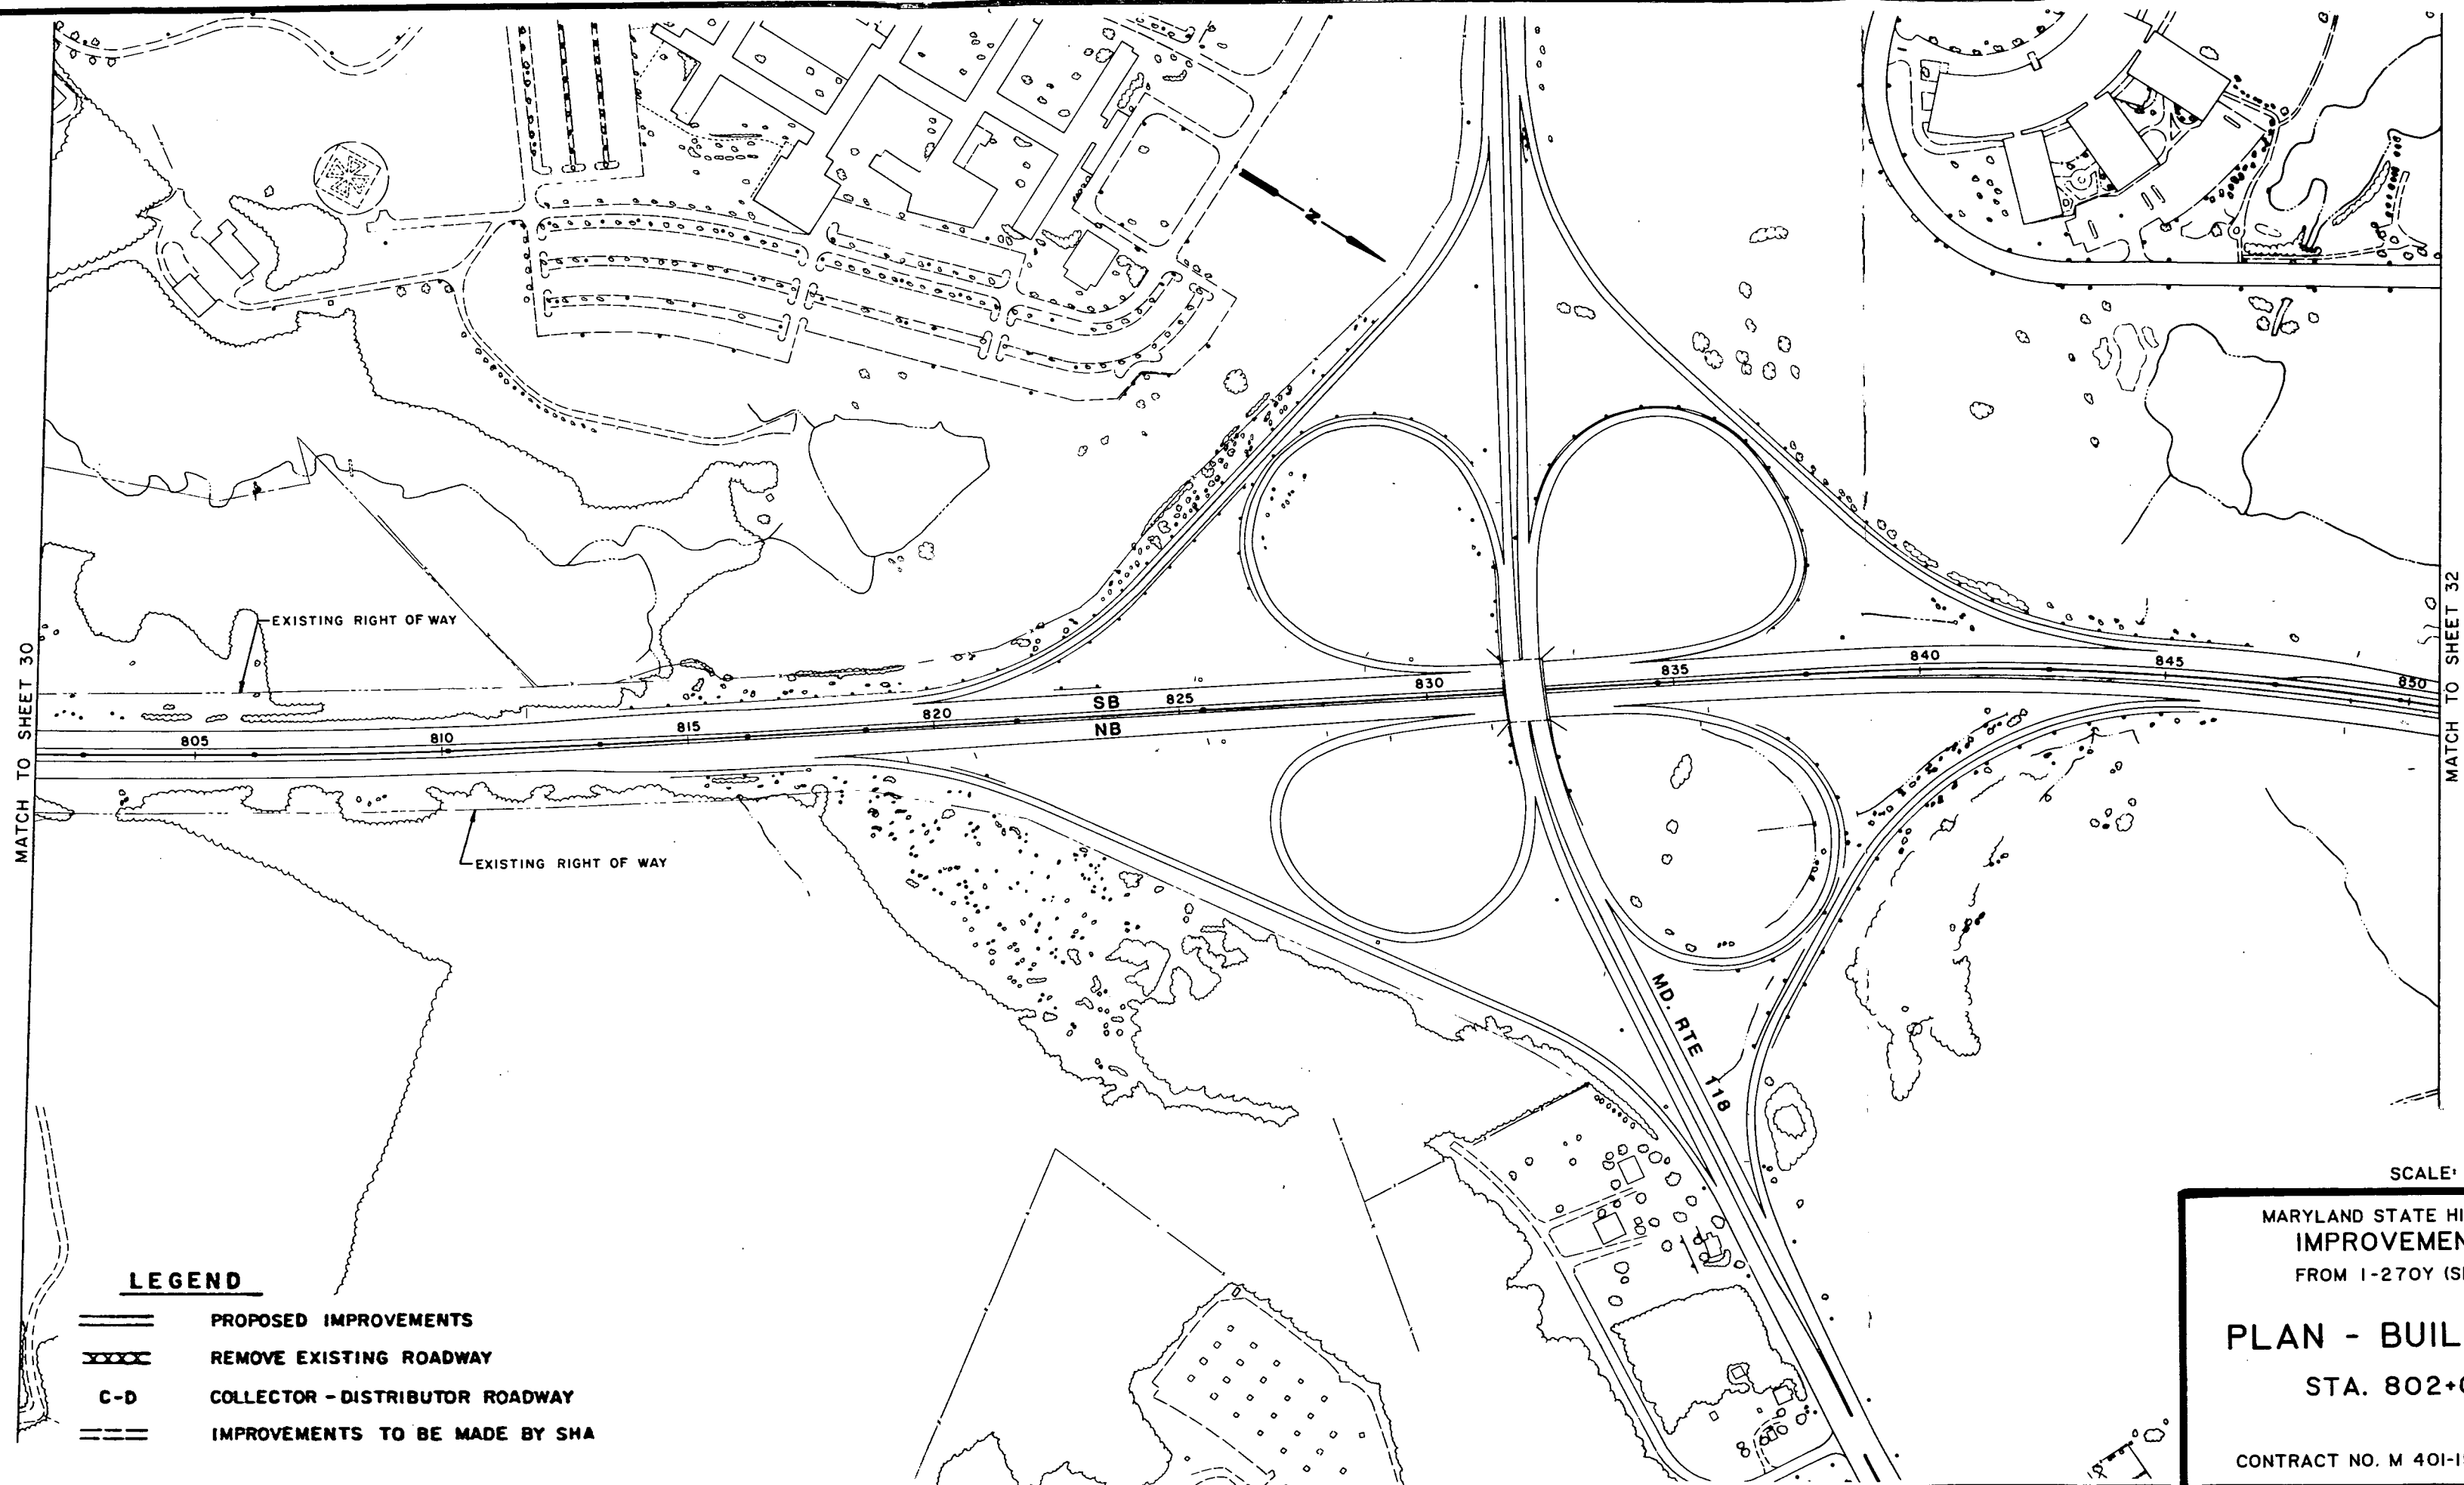 N
MATCH TO SHEET 30
MATCH TO SHEET 32
EXISTING RIGHT OF WAY
805
810
815
820
825
830
835
840
845
850
SB
NB
EXISTING RIGHT OF WAY
MD. RTE 118
SCALE:
LEGEND
PROPOSED IMPROVEMENTS
REMOVE EXISTING ROADWAY
C-D COLLECTOR-DISTRIBUTOR ROADWAY
IMPROVEMENTS TO BE MADE BY SHA
MARYLAND STATE HI
IMPROVEMEN
FROM I-270Y (S
PLAN - BUIL
STA. 802+
CONTRACT NO. M 401-1